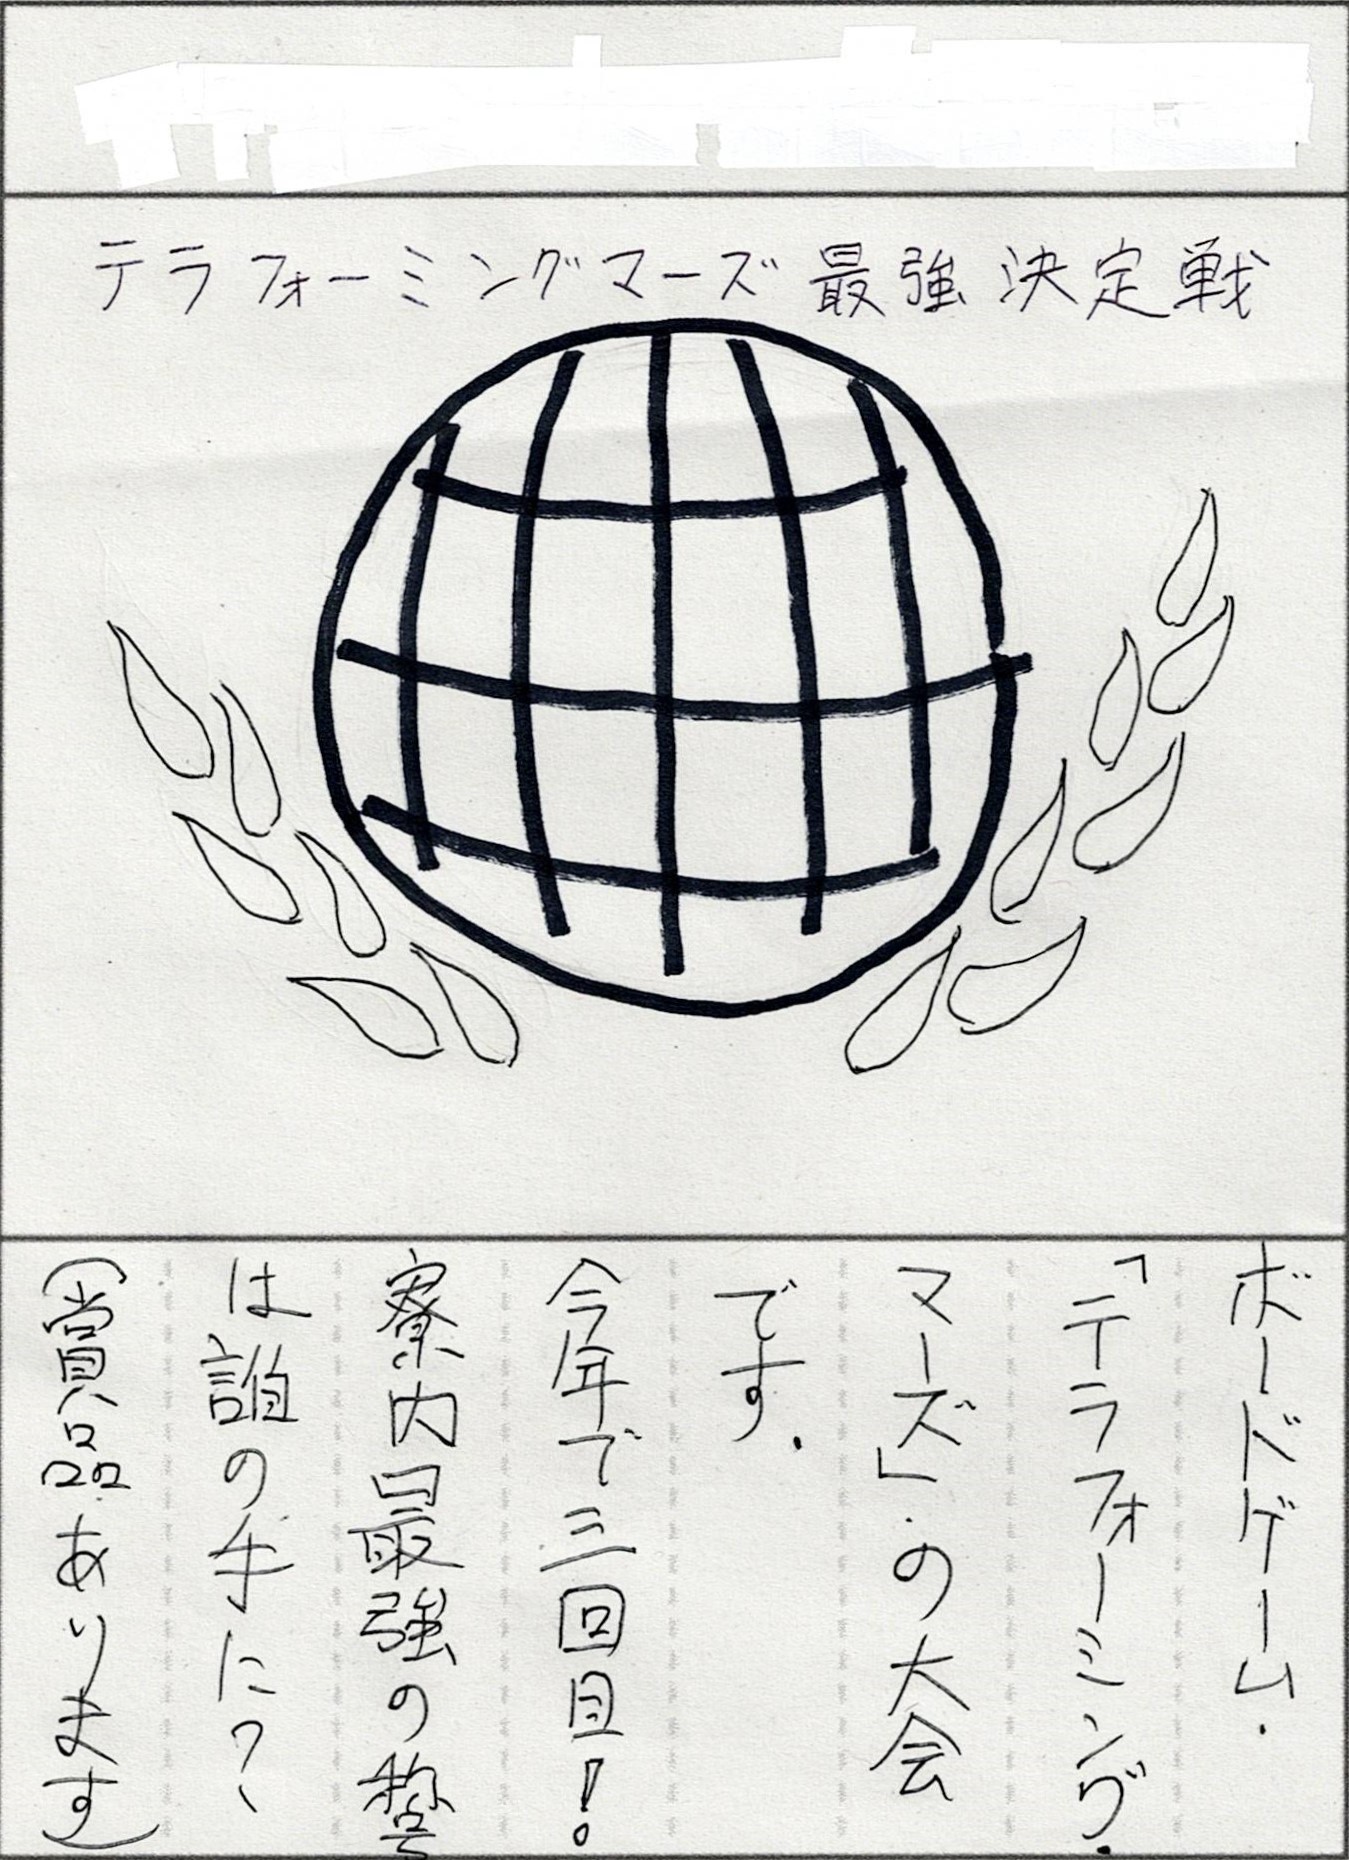 テラフォーミングマーズ最強決定戦
ボードゲーム・
「テラフォーミング・
マーズ」の大会
です.
今年で三回目!
寮内最強の誉
は誰の手に?
(賞品あります)